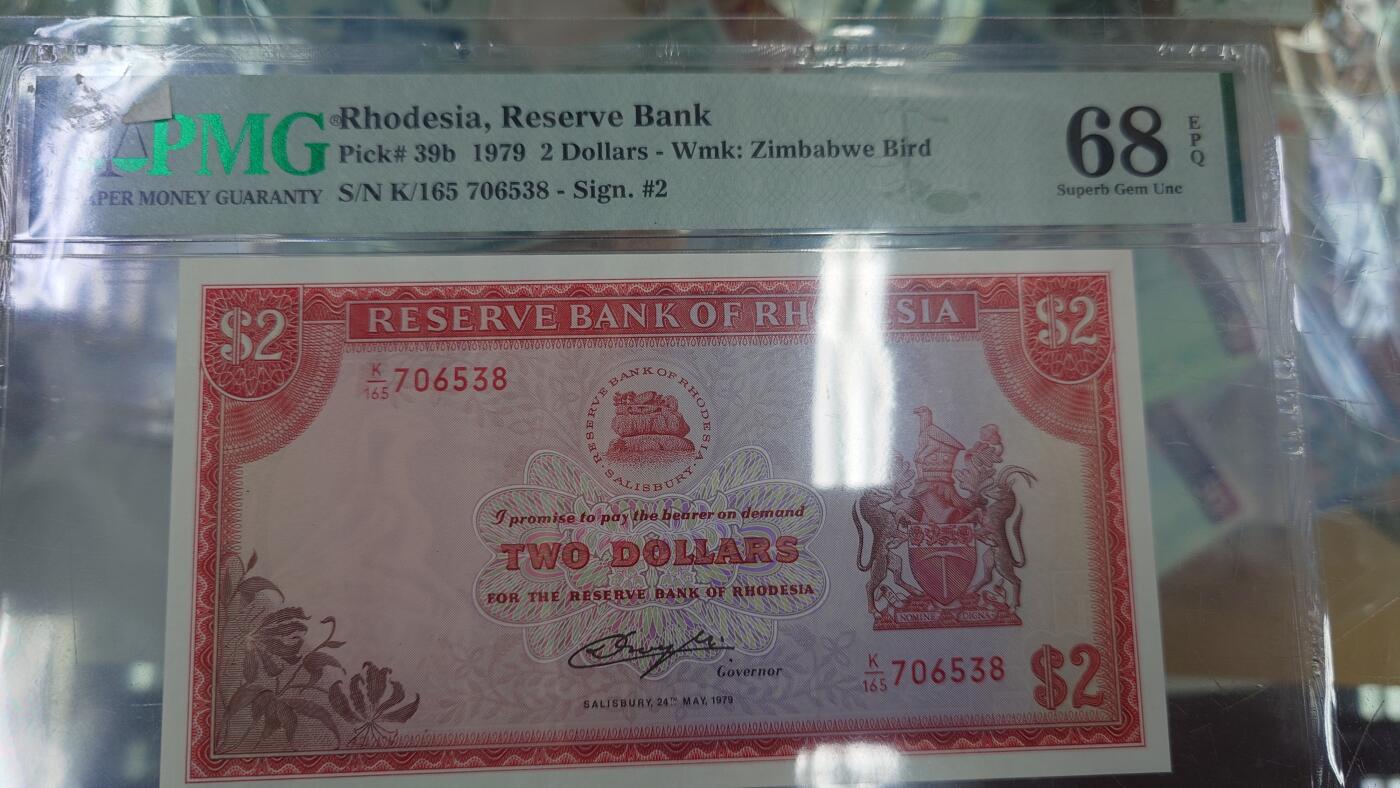 PMG ®
PAPER MONEY GUARANTY
Rhodesia, Reserve Bank
Pick# 39b 1979 2 Dollars - Wmk: Zimbabwe Bird
S/N K/165 706538 - Sign. #2
68
EPQ
Superb Gem Unc
$2
RESERVE BANK OF RHODESIA
$2
K/165 706538
RESERVE BANK OF RHODESIA
SALISBURY
I promise to pay the bearer on demand
TWO DOLLARS
FOR THE RESERVE BANK OF RHODESIA
Governor
SALISBURY, 24TH MAY, 1979
NOMINE DIGNA
K/165 706538
$2